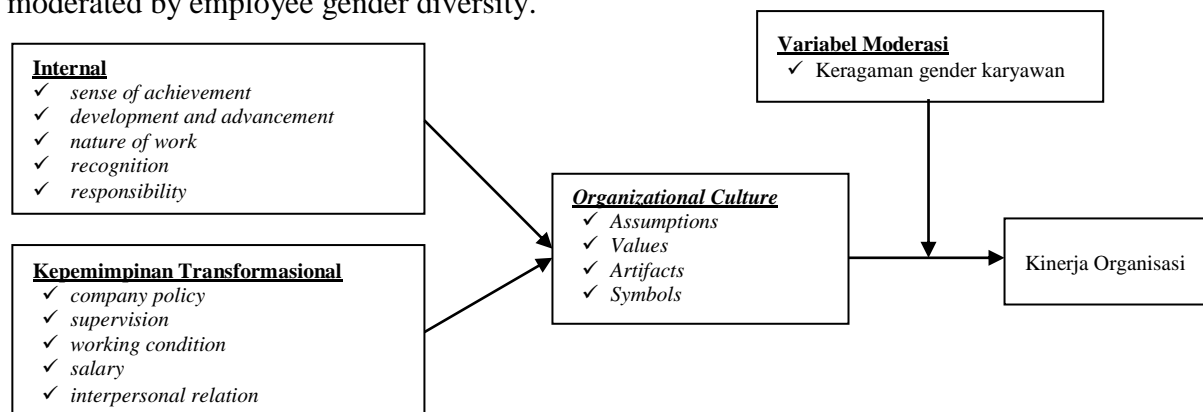 moderated by employee gender diversity.
Variabel Moderasi
✓ Keragaman gender karyawan
Internal
✓ sense of achievement
✓ development and advancement
✓ nature of work
✓ recognition
✓ responsibility
Organizational Culture
✓ Assumptions
✓ Values
✓ Artifacts
✓ Symbols
Kinerja Organisasi
Kepemimpinan Transformasional
✓ company policy
✓ supervision
✓ working condition
✓ salary
✓ interpersonal relation